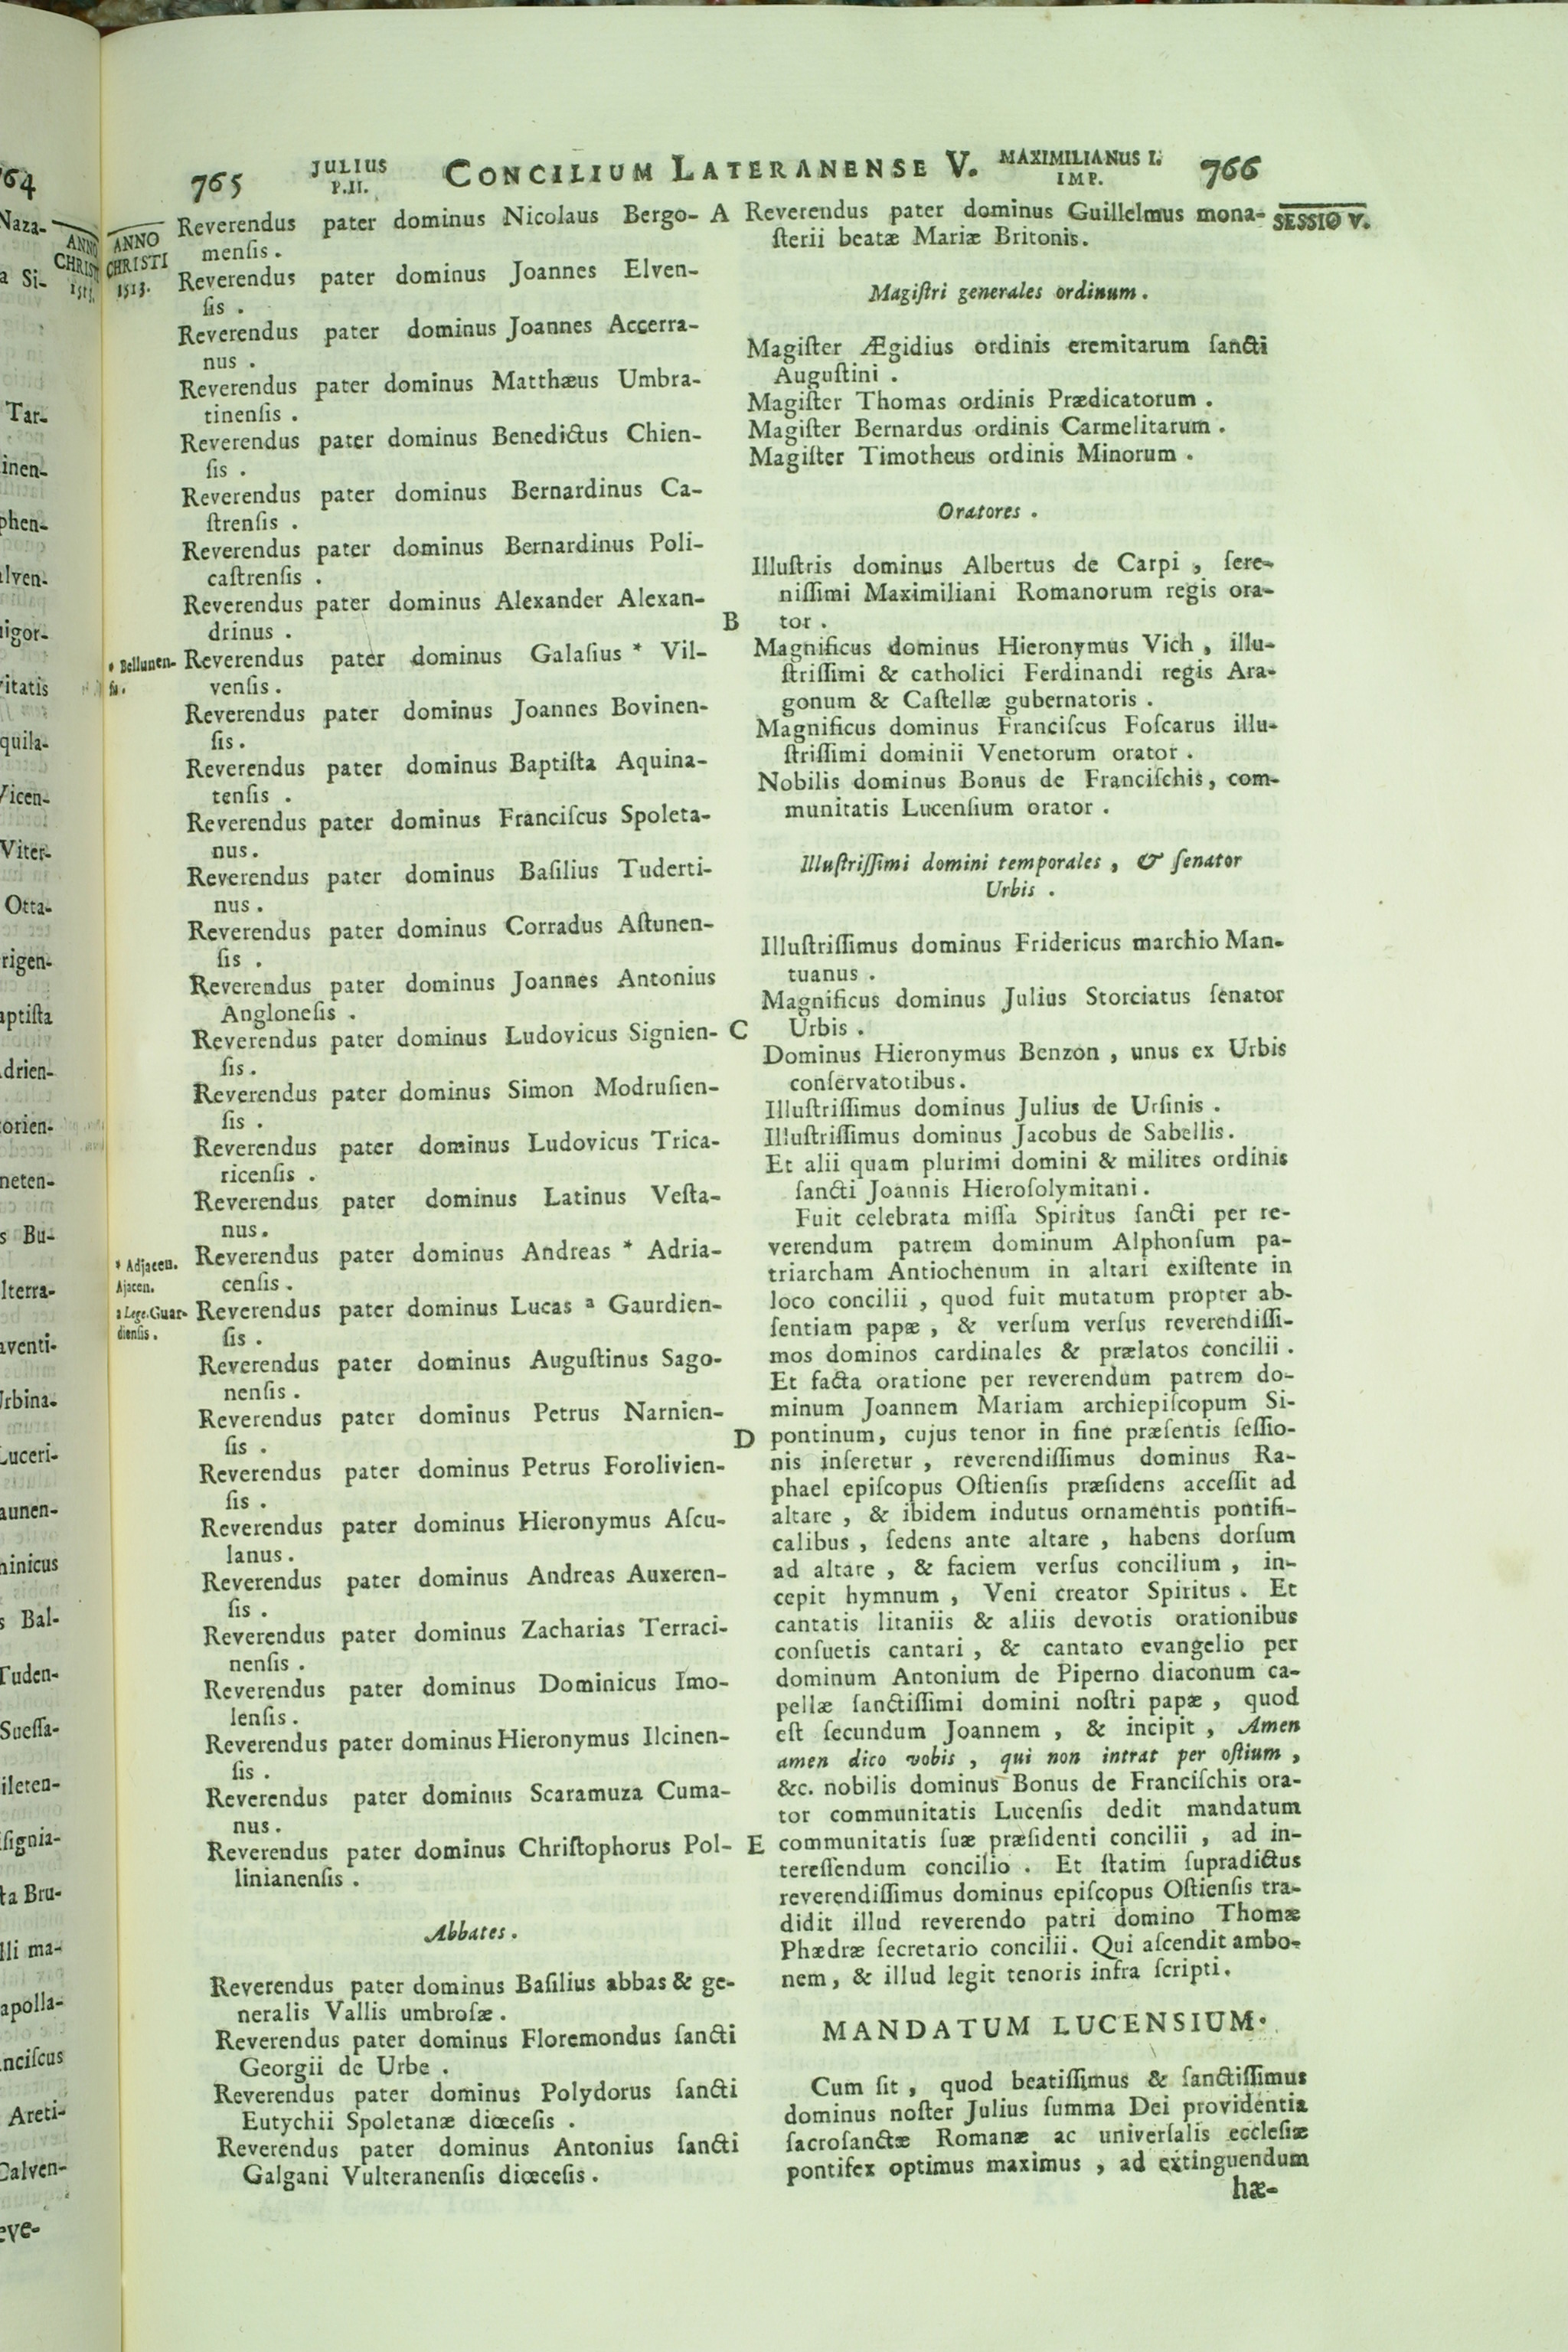 765 JULIUS P.II. CONCILIUM LATERANENSE V. MAXIMILIANUS I. IMP. 766
ANNO
CHRISTI
1513.
Reverendus pater dominus Nicolaus Bergo-
menſis.
Reverendus pater dominus Joannes Elven-
ſis.
Reverendus pater dominus Joannes Accerra-
nus.
Reverendus pater dominus Matthæus Umbra-
tinenſis.
Reverendus pater dominus Benedictus Chien-
ſis.
Reverendus pater dominus Bernardinus Ca-
ſtrenſis.
Reverendus pater dominus Bernardinus Poli-
caſtrenſis.
Reverendus pater dominus Alexander Alexan-
drinus.
* Bellunen-
ſis.
Reverendus pater dominus Galaſius * Vil-
venſis.
Reverendus pater dominus Joannes Bovinen-
ſis.
Reverendus pater dominus Baptiſta Aquina-
tenſis.
Reverendus pater dominus Franciſcus Spoleta-
nus.
Reverendus pater dominus Baſilius Tuderti-
nus.
Reverendus pater dominus Corradus Aſtunen-
ſis.
Reverendus pater dominus Joannes Antonius
Angloneſis.
Reverendus pater dominus Ludovicus Signien-
ſis.
Reverendus pater dominus Simon Modruſien-
ſis.
Reverendus pater dominus Ludovicus Trica-
ricenſis.
Reverendus pater dominus Latinus Veſta-
nus.
* Adjacen.
Ajacen.
Reverendus pater dominus Andreas * Adria-
cenſis.
a Lege. Guar-
dienſis.
Reverendus pater dominus Lucas a Gaurdien-
ſis.
Reverendus pater dominus Auguſtinus Sago-
nenſis.
Reverendus pater dominus Petrus Narnien-
ſis.
Reverendus pater dominus Petrus Forolivien-
ſis.
Reverendus pater dominus Hieronymus Aſcu-
lanus.
Reverendus pater dominus Andreas Auxeren-
ſis.
Reverendus pater dominus Zacharias Terraci-
nenſis.
Reverendus pater dominus Dominicus Imo-
lenſis.
Reverendus pater dominus Hieronymus Ilcinen-
ſis.
Reverendus pater dominus Scaramuza Cuma-
nus.
Reverendus pater dominus Chriſtophorus Pol-
linianenſis.
Abbates.
Reverendus pater dominus Baſilius abbas & ge-
neralis Vallis umbroſæ.
Reverendus pater dominus Floremondus ſancti
Georgii de Urbe.
Reverendus pater dominus Polydorus ſancti
Eutychii Spoletanæ diœceſis.
Reverendus pater dominus Antonius ſancti
Galgani Vulteranenſis diœceſis.
A
B
C
D
E
SESSIO V.
Reverendus pater dominus Guillelmus mona-
ſterii beatæ Mariæ Britonis.
Magiſtri generales ordinum.
Magiſter Ægidius ordinis eremitarum ſancti
Auguſtini.
Magiſter Thomas ordinis Prædicatorum.
Magiſter Bernardus ordinis Carmelitarum.
Magiſter Timotheus ordinis Minorum.
Oratores.
Illuſtris dominus Albertus de Carpi, ſere-
niſſimi Maximiliani Romanorum regis ora-
tor.
Magnificus dominus Hieronymus Vich, illu-
ſtriſſimi & catholici Ferdinandi regis Ara-
gonum & Caſtellæ gubernatoris.
Magnificus dominus Franciſcus Foſcarus illu-
ſtriſſimi dominii Venetorum orator.
Nobilis dominus Bonus de Franciſchis, com-
munitatis Lucenſium orator.
Illuſtriſſimi domini temporales, & ſenator
Urbis.
Illuſtriſſimus dominus Fridericus marchio Man-
tuanus.
Magnificus dominus Julius Storciatus ſenator
Urbis.
Dominus Hieronymus Benzon, unus ex Urbis
conſervatotibus.
Illuſtriſſimus dominus Julius de Urſinis.
Illuſtriſſimus dominus Jacobus de Sabellis.
Et alii quam plurimi domini & milites ordinis
ſancti Joannis Hieroſolymitani.
Fuit celebrata miſſa Spiritus ſancti per re-
verendum patrem dominum Alphonſum pa-
triarcham Antiochenum in altari exiſtente in
loco concilii, quod fuit mutatum propter ab-
ſentiam papæ, & verſum verſus reverendiſſi-
mos dominos cardinales & prælatos concilii.
Et facta oratione per reverendum patrem do-
minum Joannem Mariam archiepiſcopum Si-
pontinum, cujus tenor in fine præſentis ſeſſio-
nis inſeretur, reverendiſſimus dominus Ra-
phael epiſcopus Oſtienſis præſidens acceſſit ad
altare, & ibidem indutus ornamentis pontifi-
calibus, ſedens ante altare, habens dorſum
ad altare, & faciem verſus concilium, in-
cepit hymnum, Veni creator Spiritus. Et
cantatis litaniis & aliis devotis orationibus
conſuetis cantari, & cantato evangelio per
dominum Antonium de Piperno diaconum ca-
pellæ ſanctiſſimi domini noſtri papæ, quod
eſt ſecundum Joannem, & incipit, Amen
amen dico vobis, qui non intrat per oſtium,
&c. nobilis dominus Bonus de Franciſchis ora-
tor communitatis Lucenſis dedit mandatum
communitatis ſuæ præſidenti concilii, ad in-
tereſſendum concilio. Et ſtatim ſupradictus
reverendiſſimus dominus epiſcopus Oſtienſis tra-
didit illud reverendo patri domino Thomæ
Phædræ ſecretario concilii. Qui aſcendit ambo-
nem, & illud legit tenoris infra ſcripti.
MANDATUM LUCENSIUM.
Cum ſit, quod beatiſſimus & ſanctiſſimus
dominus noſter Julius ſumma Dei providentia
ſacroſanctæ Romanæ ac univerſalis eccleſiæ
pontifex optimus maximus, ad extinguendum
hæ-